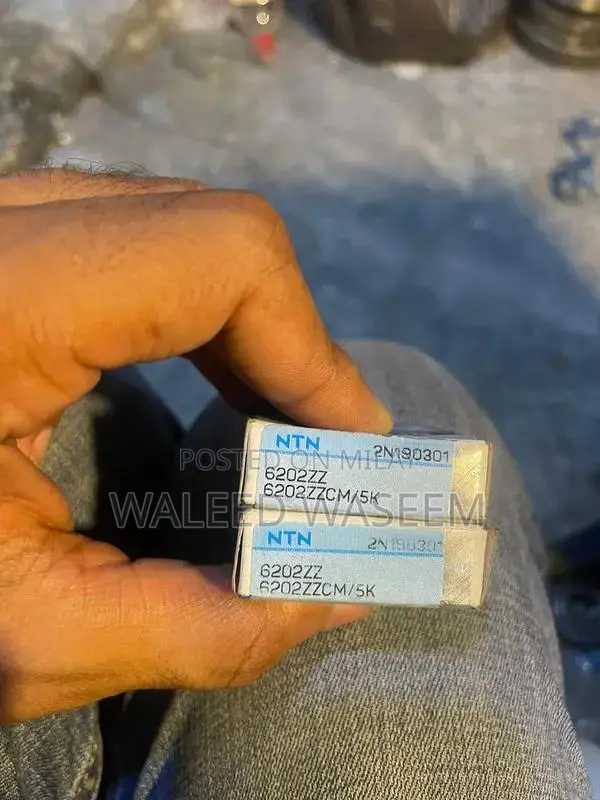 NTN 2N190301
6202ZZ
6202ZZCM/5K
POSTED ON MILAT
WALEED WASEEM
NTN 2N190301
6202ZZ
6202ZZCM/5K